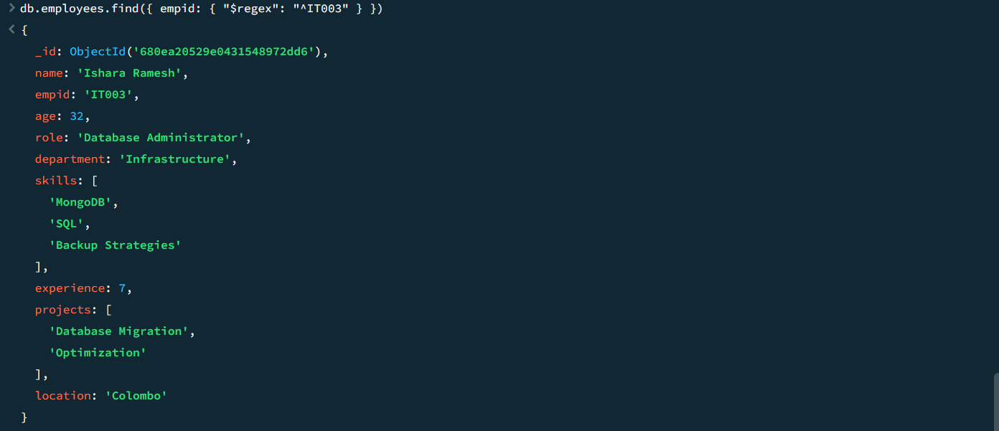 > db.employees.find({ empid: { "$regex": "^IT003" } })
< {
_id: ObjectId('680ea20529e0431548972dd6'),
name: 'Ishara Ramesh',
empid: 'IT003',
age: 32,
role: 'Database Administrator',
department: 'Infrastructure',
skills: [
'MongoDB',
'SQL',
'Backup Strategies'
],
experience: 7,
projects: [
'Database Migration',
'Optimization'
],
location: 'Colombo'
}